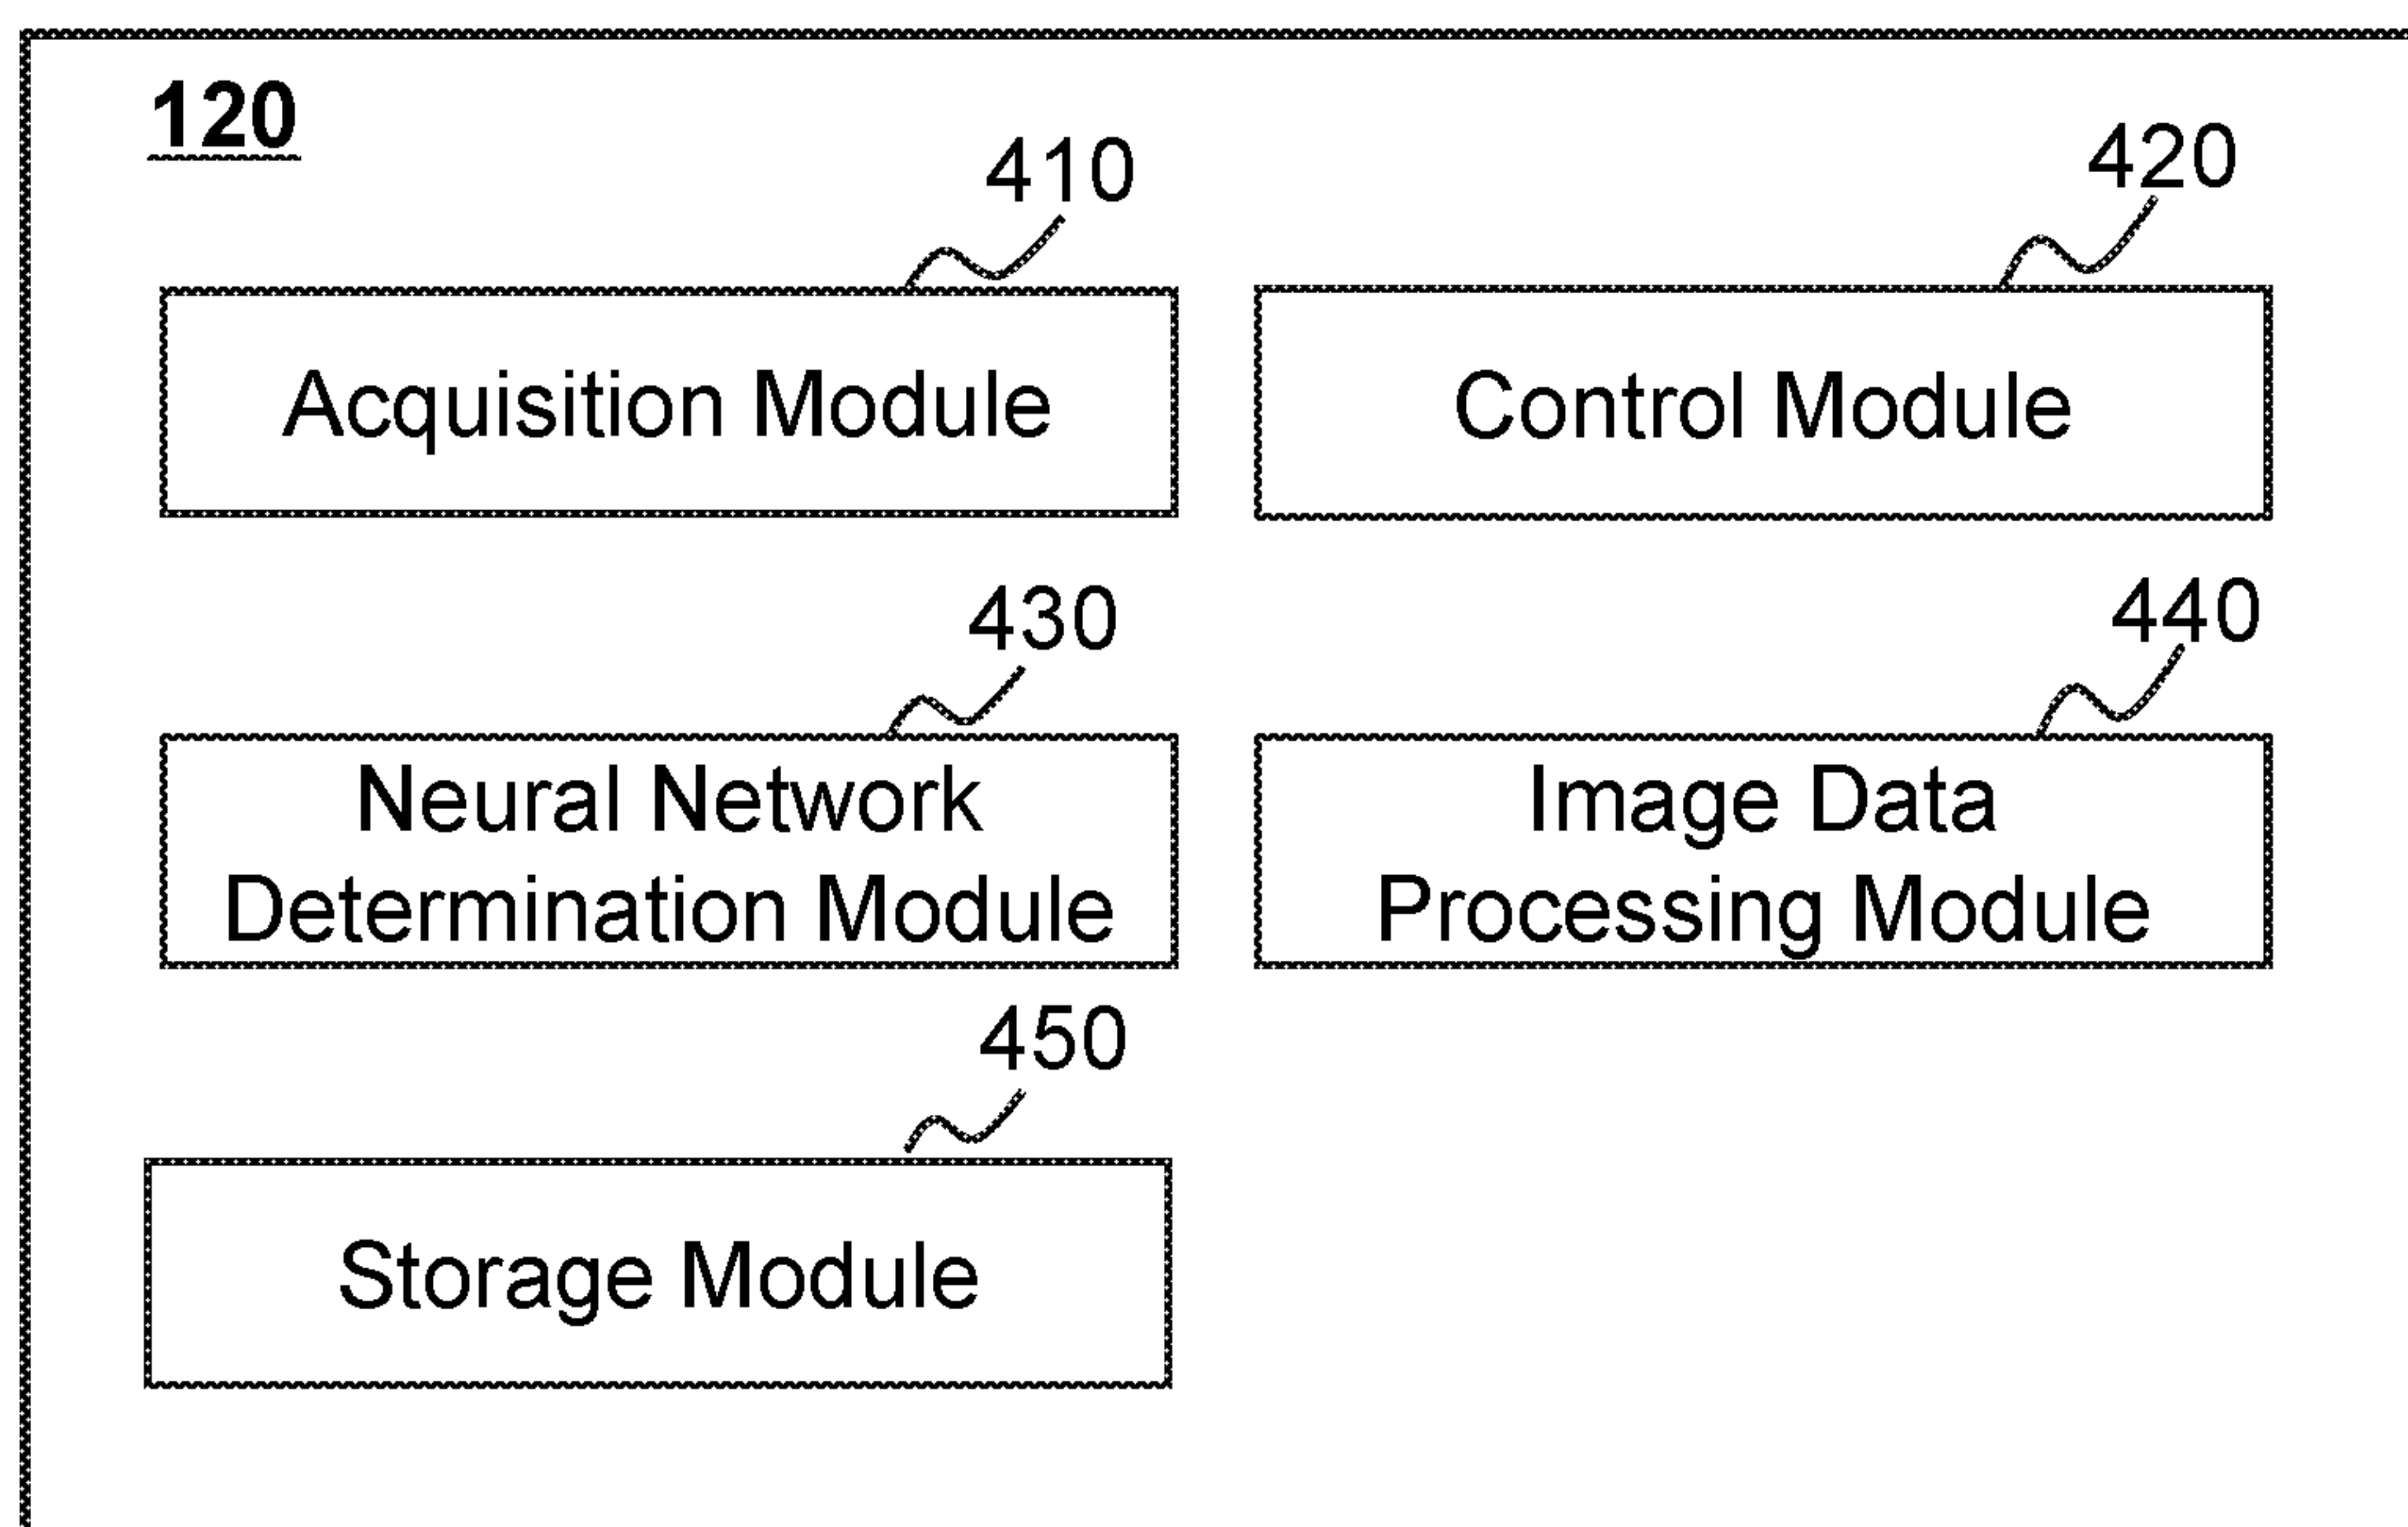 120
410
420
Acquisition Module
Control Module
430
440
Neural Network
Determination Module
Image Data
Processing Module
450
Storage Module